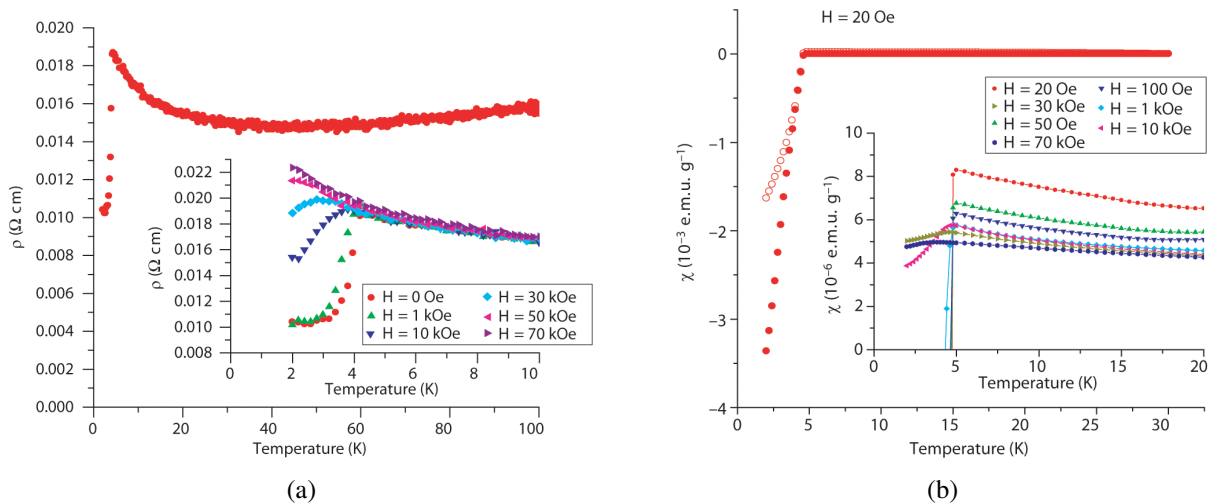 0.020
0.018
0.016
0.014
0.012
0.010
0.008
0.006
0.004
0.002
0.000
ρ (Ω cm)
0 20 40 60 80 100
Temperature (K)
0.022
0.020
0.018
0.016
0.014
0.012
0.010
0.008
ρ (Ω cm)
H = 0 Oe H = 30 kOe
H = 1 kOe H = 50 kOe
H = 10 kOe H = 70 kOe
0 2 4 6 8 10
Temperature (K)
(a)
H = 20 Oe
0
−1
−2
−3
−4
χ (10⁻³ e.m.u. g⁻¹)
0 5 10 15 20 25 30
Temperature (K)
H = 20 Oe H = 100 Oe
H = 30 kOe H = 1 kOe
H = 50 Oe H = 10 kOe
H = 70 kOe
10
8
6
4
2
0
χ (10⁻⁶ e.m.u. g⁻¹)
0 5 10 15 20
Temperature (K)
(b)